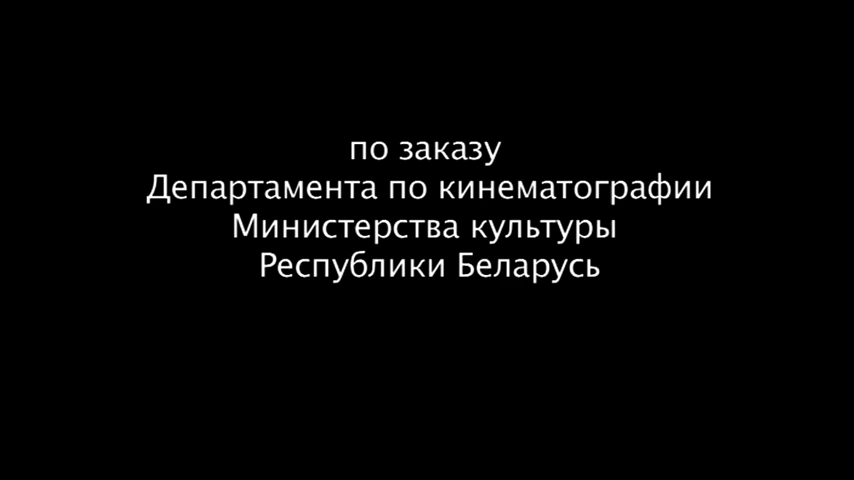 по заказу
Департамента по кинематографии
Министерства культуры
Республики Беларусь